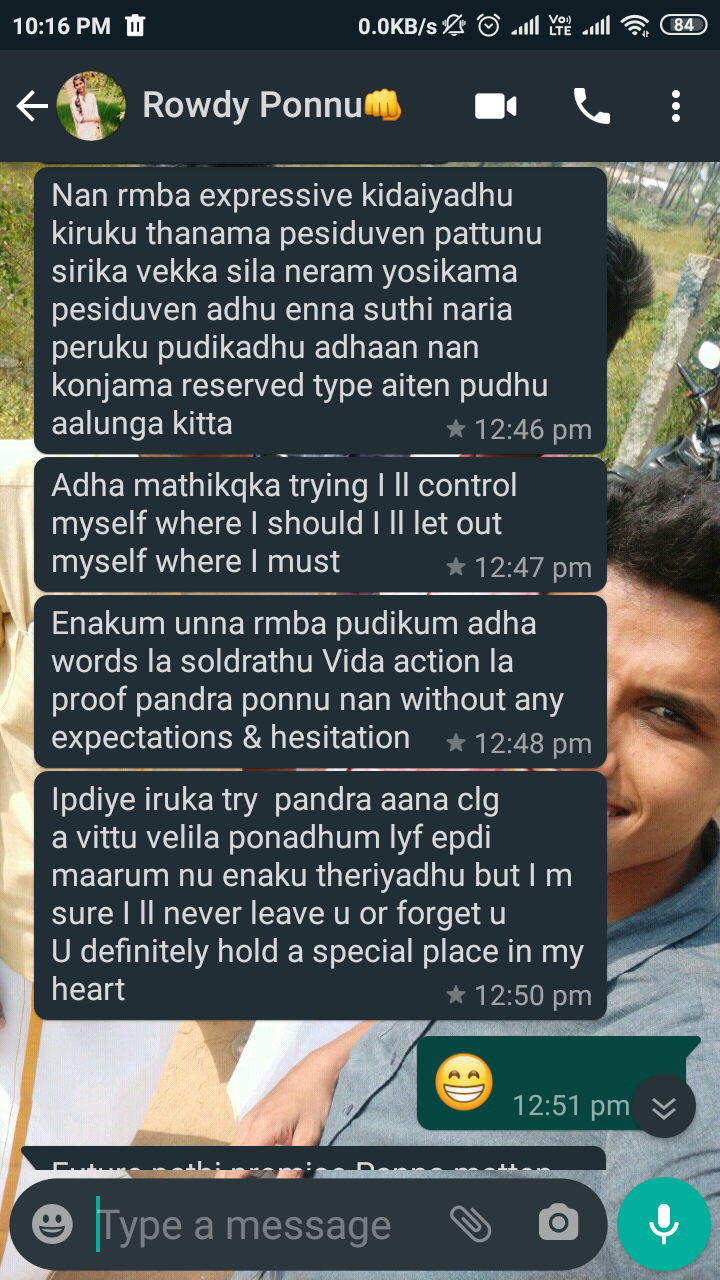 10:16 PM 0.0KB/s Vo) LTE 84
Rowdy Ponnu👊
Nan rmba expressive kidaiyadhu
kiruku thanama pesiduven pattunu
sirika vekka sila neram yosikama
pesiduven adhu enna suthi naria
peruku pudikadhu adhaan nan
konjama reserved type aiten pudhu
aalunga kitta
12:46 pm
Adha mathikqka trying I ll control
myself where I should I ll let out
myself where I must
12:47 pm
Enakum unna rmba pudikum adha
words la soldrathu Vida action la
proof pandra ponnu nan without any
expectations & hesitation
12:48 pm
Ipdiye iruka try  pandra aana clg
a vittu velila ponadhum lyf epdi
maarum nu enaku theriyadhu but I m
sure I ll never leave u or forget u
U definitely hold a special place in my
heart
12:50 pm
😁 12:51 pm
Future pathi promise Panna matten
Type a message